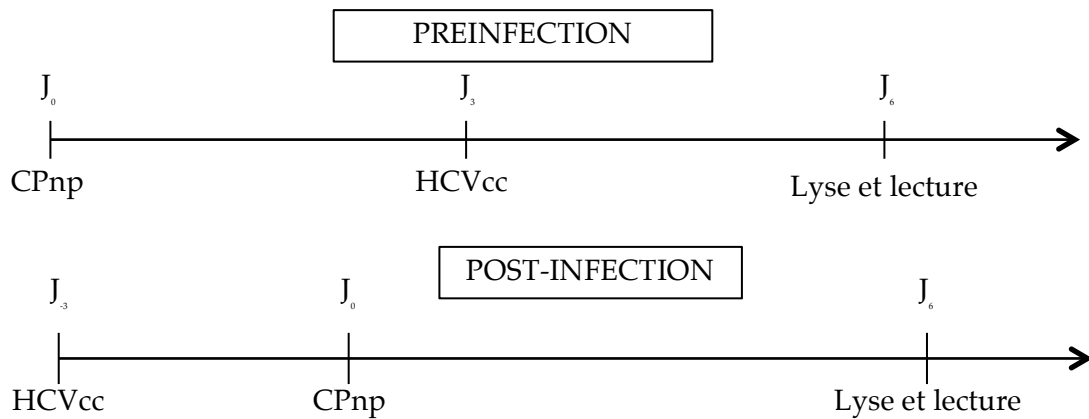 PREINFECTION
J₀ J₃ J₆
CPnp HCVcc Lyse et lecture
POST-INFECTION
J₋₃ J₀ J₆
HCVcc CPnp Lyse et lecture